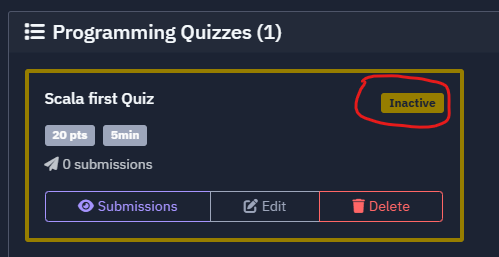 Programming Quizzes (1)
Scala first Quiz
Inactive
20 pts 5min
0 submissions
Submissions Edit Delete